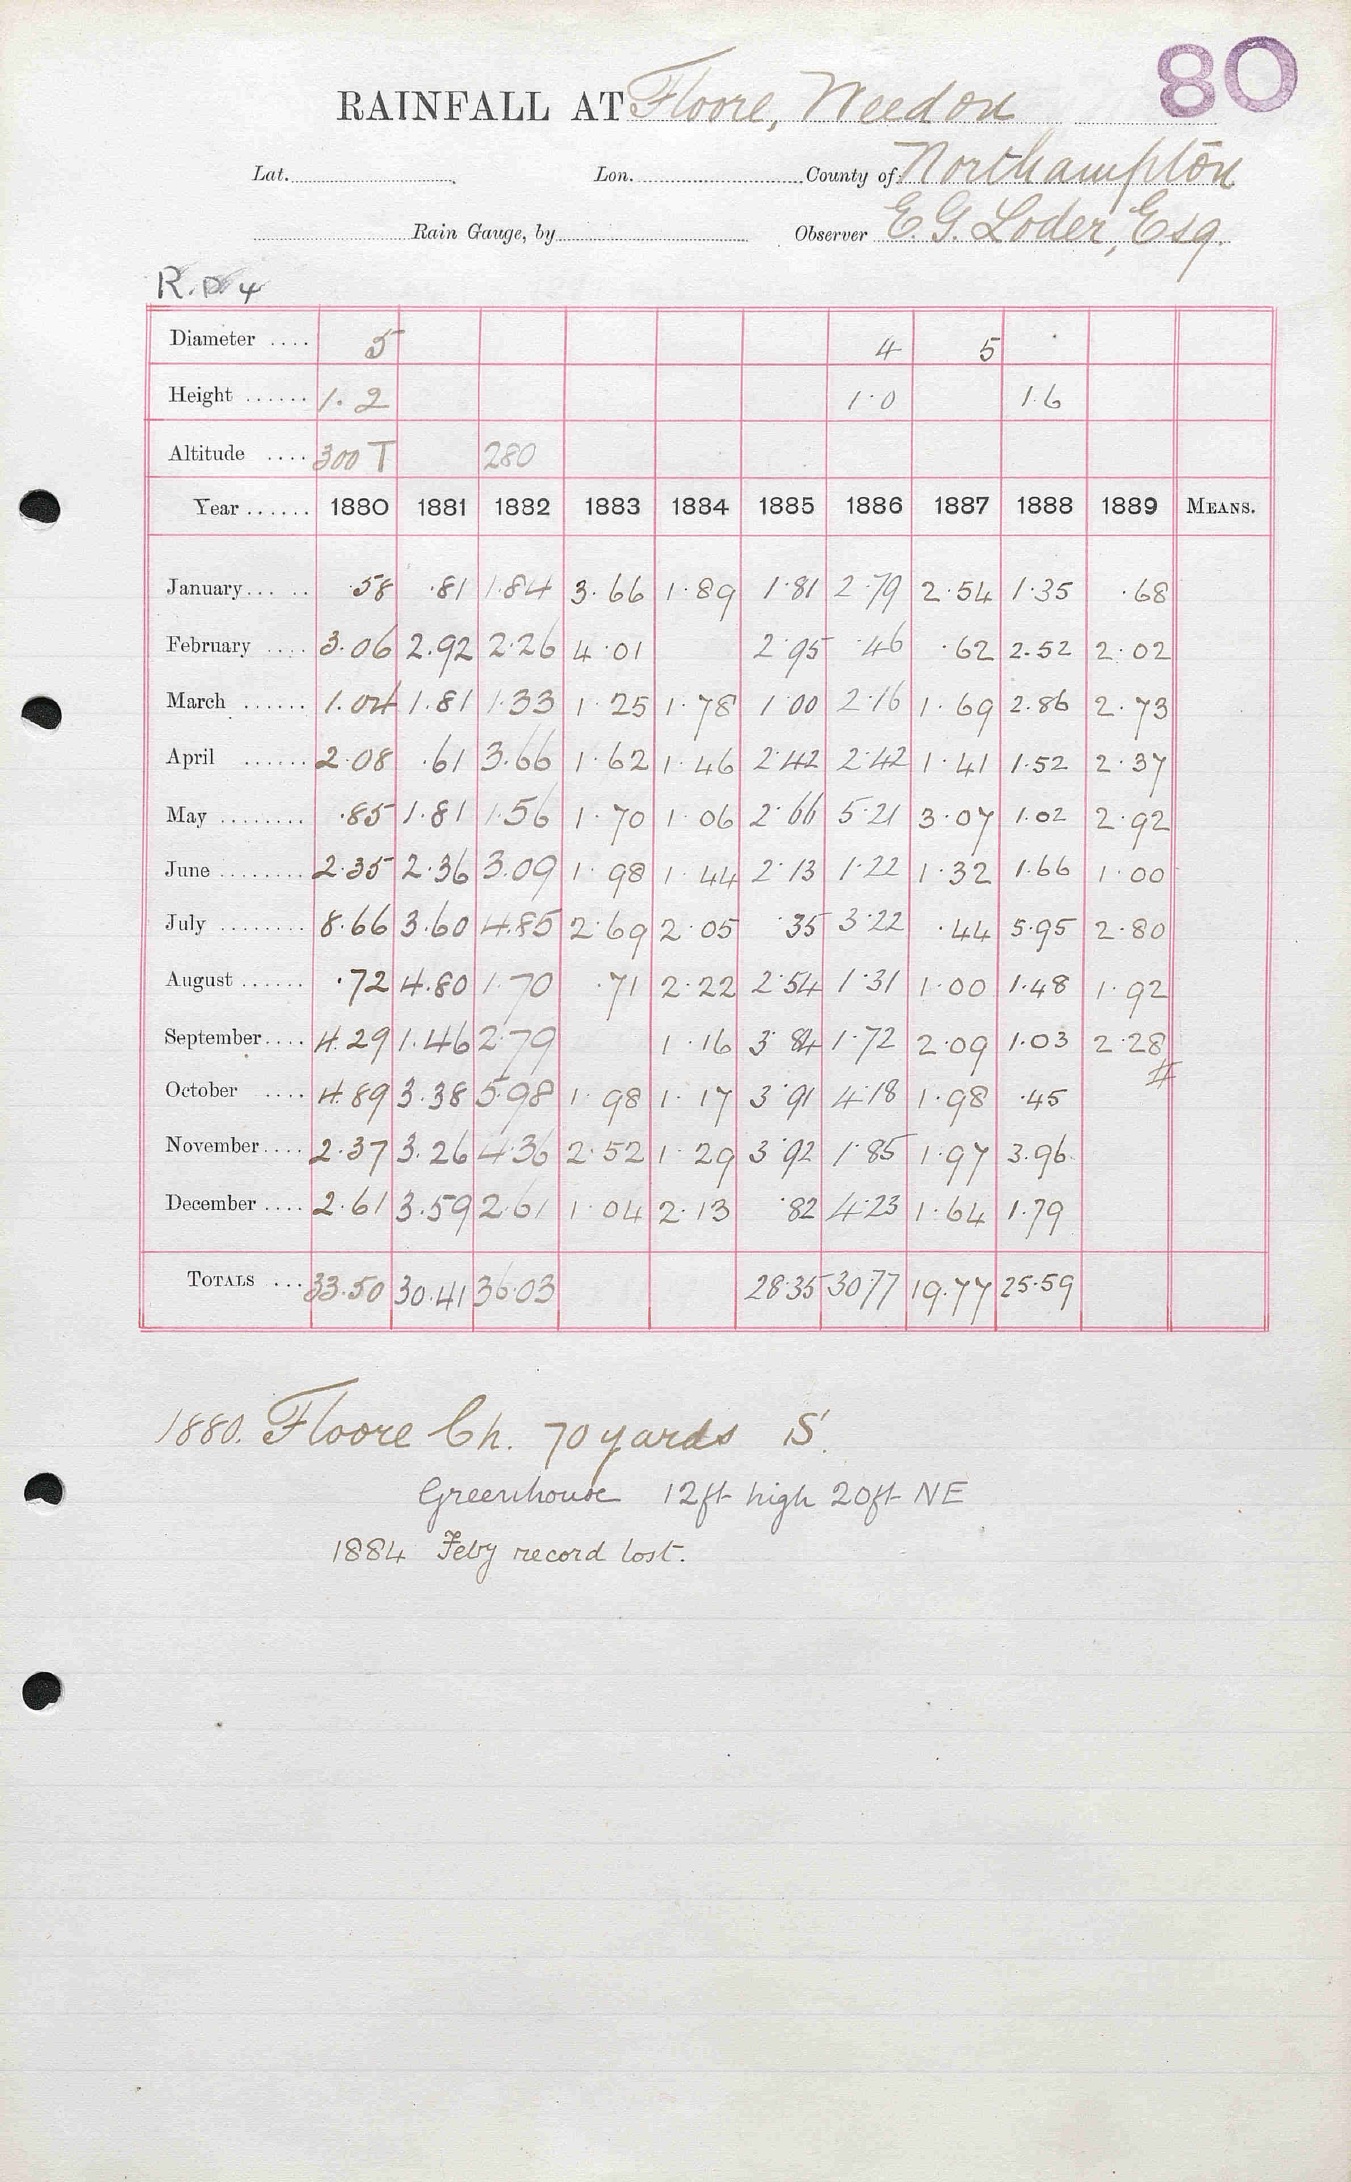 80
RAINFALL AT Floore, Weedon
Lat. Lon. County of Northampton
Rain Gauge, by Observer E. G. Loder, Esq.
Diameter .... 5 4 5
Height ...... 1.2 1.0 1.6
Altitude .... 300 T 280
Year ...... 1880 1881 1882 1883 1884 1885 1886 1887 1888 1889 MEANS.
January ..... .58 .81 1.84 3.66 1.89 1.81 2.79 2.54 1.35 .68
February .... 3.06 2.92 2.26 4.01 2.95 .46 .62 2.52 2.02
March ...... 1.04 1.81 1.33 1.25 1.78 1.00 2.16 1.69 2.86 2.73
April ...... 2.08 .61 3.66 1.62 1.46 2.42 2.42 1.41 1.52 2.37
May ........ .85 1.81 1.56 1.70 1.06 2.66 5.21 3.07 1.02 2.92
June ........ 2.35 2.36 3.09 1.98 1.44 2.13 1.22 1.32 1.66 1.00
July ........ 8.66 3.60 4.85 2.69 2.05 .35 3.22 .44 5.95 2.80
August ...... .72 4.80 1.70 .71 2.22 2.54 1.31 1.00 1.48 1.92
September.... 4.29 1.46 2.79 1.16 3.84 1.72 2.09 1.03 2.28
October .... 4.89 3.38 5.98 1.98 1.17 3.91 4.18 1.98 .45
November.... 2.37 3.26 4.36 2.52 1.29 3.92 1.85 1.97 3.96
December .... 2.61 3.59 2.61 1.04 2.13 .82 4.23 1.64 1.79
TOTALS ... 33.50 30.41 36.03 28.35 30.77 19.77 25.59
1880. Floore Ch. 70 yards S.
Greenhouse 12ft high 20ft NE
1884 Feby record lost.